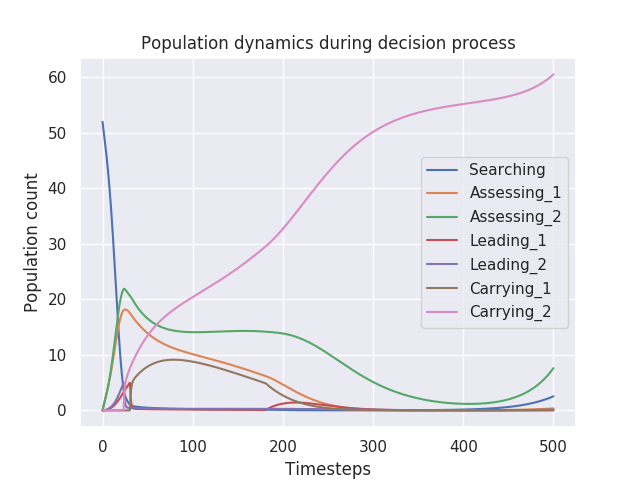 Population dynamics during decision process
Population count
60
50
40
30
20
10
0
0
100
200
300
400
500
Timesteps
Searching
Assessing_1
Assessing_2
Leading_1
Leading_2
Carrying_1
Carrying_2